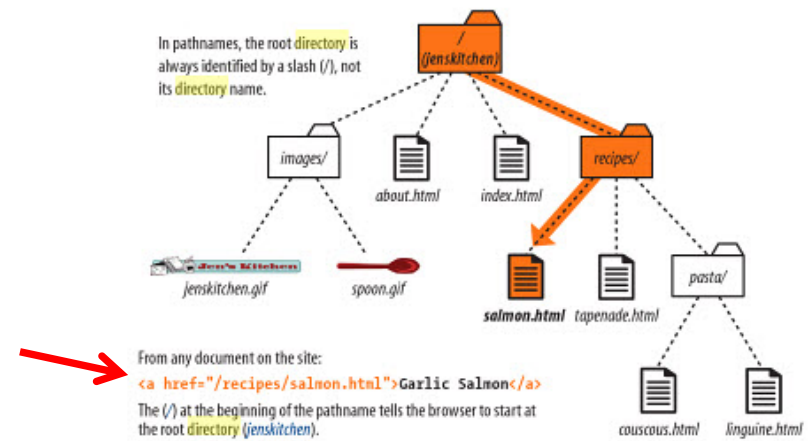 In pathnames, the root directory is
always identified by a slash (/), not
its directory name.
/
(jenskitchen)
images/
about.html
index.html
recipes/
Jen's Kitchen
jenskitchen.gif
spoon.gif
salmon.html
tapenade.html
pasta/
couscous.html
linguine.html
From any document on the site:
<a href="/recipes/salmon.html">Garlic Salmon</a>
The (/) at the beginning of the pathname tells the browser to start at
the root directory (jenskitchen).